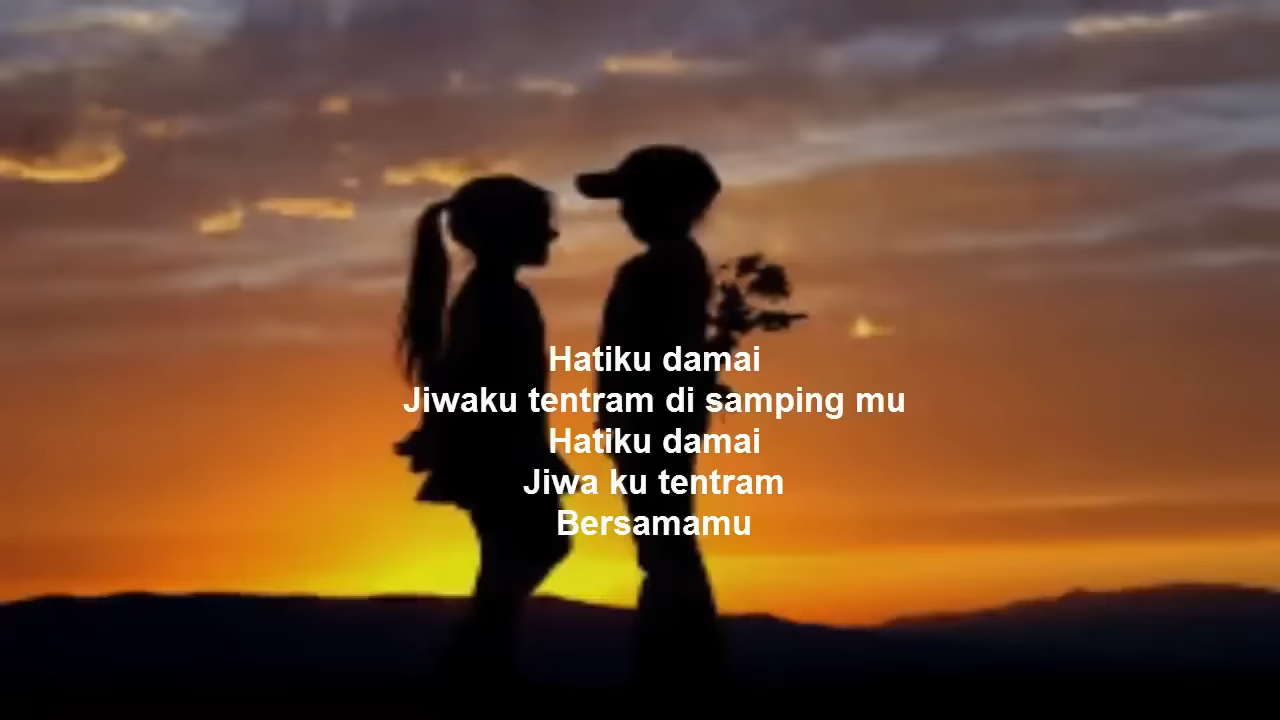 Hatiku damai
Jiwaku tentram di samping mu
Hatiku damai
Jiwa ku tentram
Bersamamu